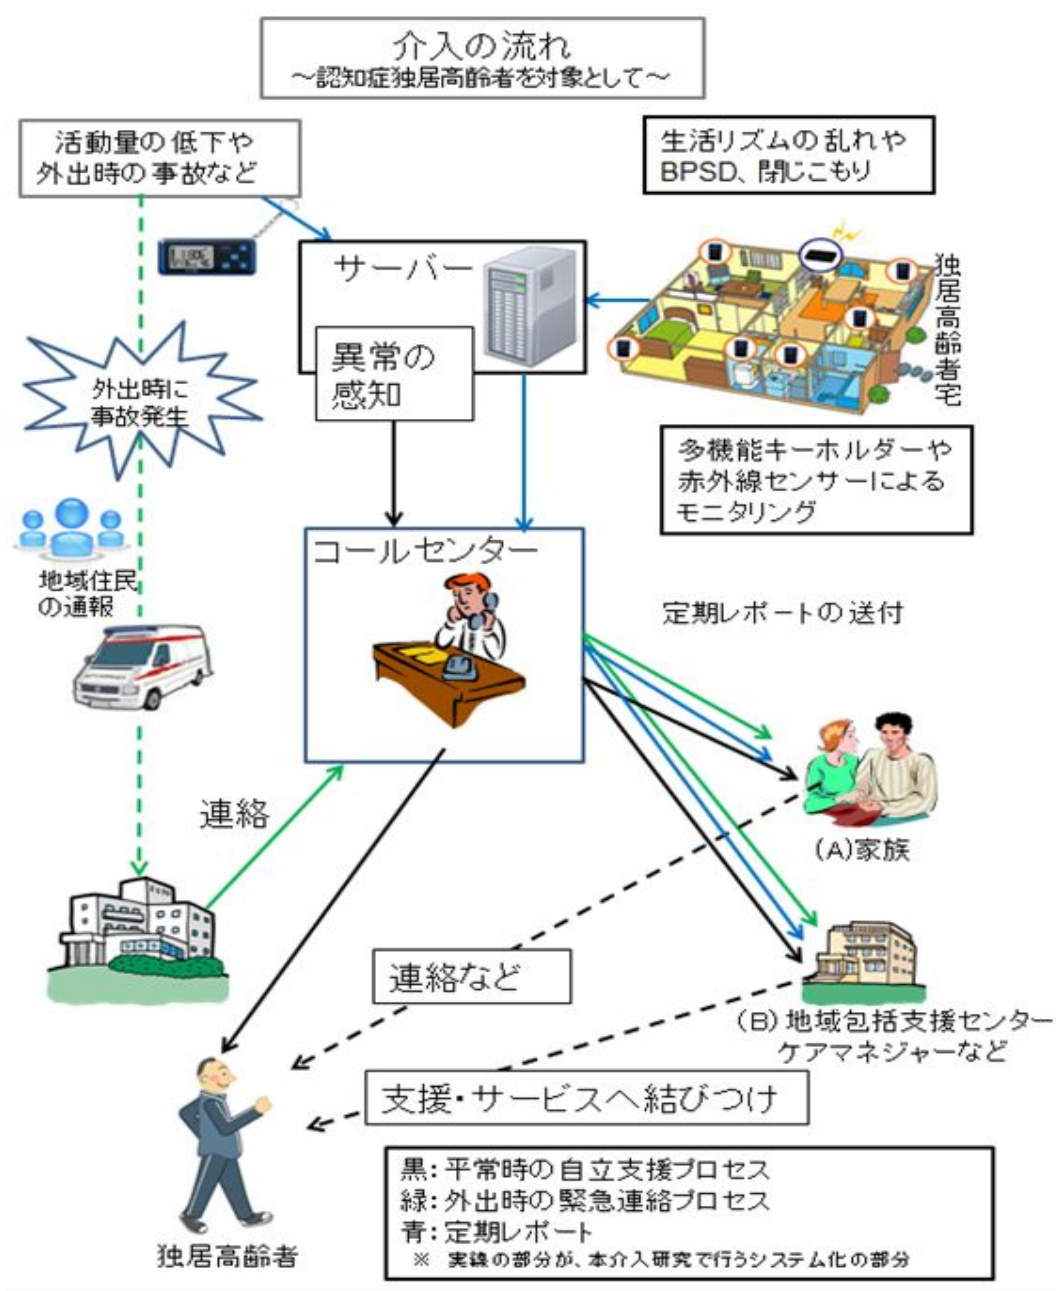 介入の流れ
～認知症独居高齢者を対象として～
活動量の低下や
外出時の事故など
生活リズムの乱れや
BPSD、閉じこもり
サーバー
異常の
感知
独居高齢者宅
外出時に
事故発生
多機能キーホルダーや
赤外線センサーによる
モニタリング
地域住民
の通報
コールセンター
定期レポートの送付
連絡
(A)家族
連絡など
(B)地域包括支援センター
ケアマネジャーなど
支援・サービスへ結びつけ
独居高齢者
黒：平常時の自立支援プロセス
緑：外出時の緊急連絡プロセス
青：定期レポート
※　実線の部分が、本介入研究で行うシステム化の部分